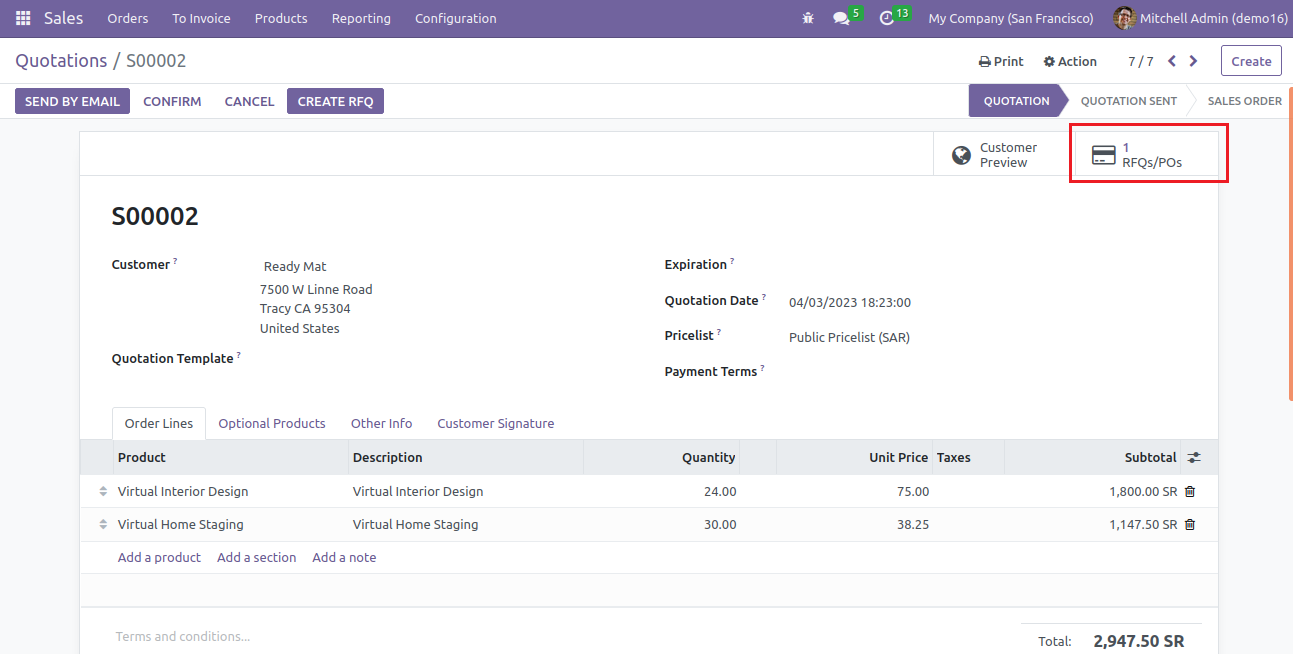 Sales Orders To Invoice Products Reporting Configuration 5 13 My Company (San Francisco) Mitchell Admin (demo16)
Quotations / S00002 Print Action 7 / 7 Create
SEND BY EMAIL CONFIRM CANCEL CREATE RFQ QUOTATION QUOTATION SENT SALES ORDER
Customer Preview
1 RFQs/POs
S00002
Customer ? Ready Mat
7500 W Linne Road
Tracy CA 95304
United States
Quotation Template ?
Expiration ?
Quotation Date ? 04/03/2023 18:23:00
Pricelist ? Public Pricelist (SAR)
Payment Terms ?
Order Lines Optional Products Other Info Customer Signature
Product Description Quantity Unit Price Taxes Subtotal
Virtual Interior Design Virtual Interior Design 24.00 75.00 1,800.00 SR
Virtual Home Staging Virtual Home Staging 30.00 38.25 1,147.50 SR
Add a product Add a section Add a note
Terms and conditions...
Total: 2,947.50 SR